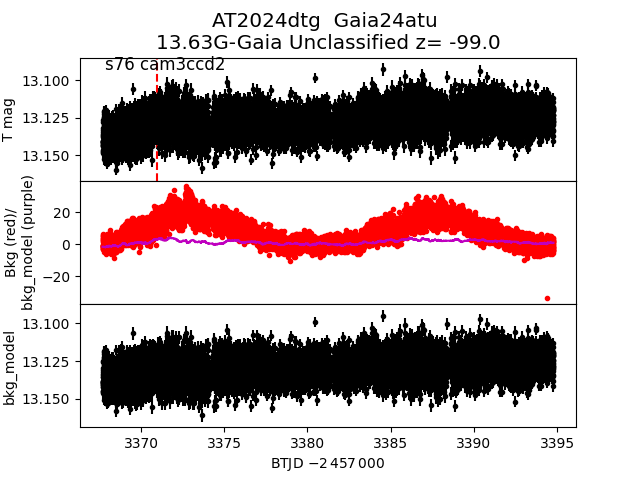 AT2024dtg  Gaia24atu
13.63G-Gaia Unclassified z= -99.0
s76 cam3ccd2
13.100
13.125
13.150
T mag
20
0
−20
Bkg (red)/
bkg_model (purple)
13.100
13.125
13.150
bkg_model
3370 3375 3380 3385 3390 3395
BTJD −2 457 000